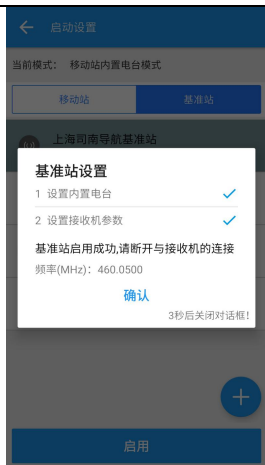 启动设置
当前模式： 移动站内置电台模式
移动站
基准站
上海司南导航基准站
基准站设置
1 设置内置电台
2 设置接收机参数
基准站启用成功,请断开与接收机的连接
频率(MHz)：460.0500
确认
3秒后关闭对话框!
启用